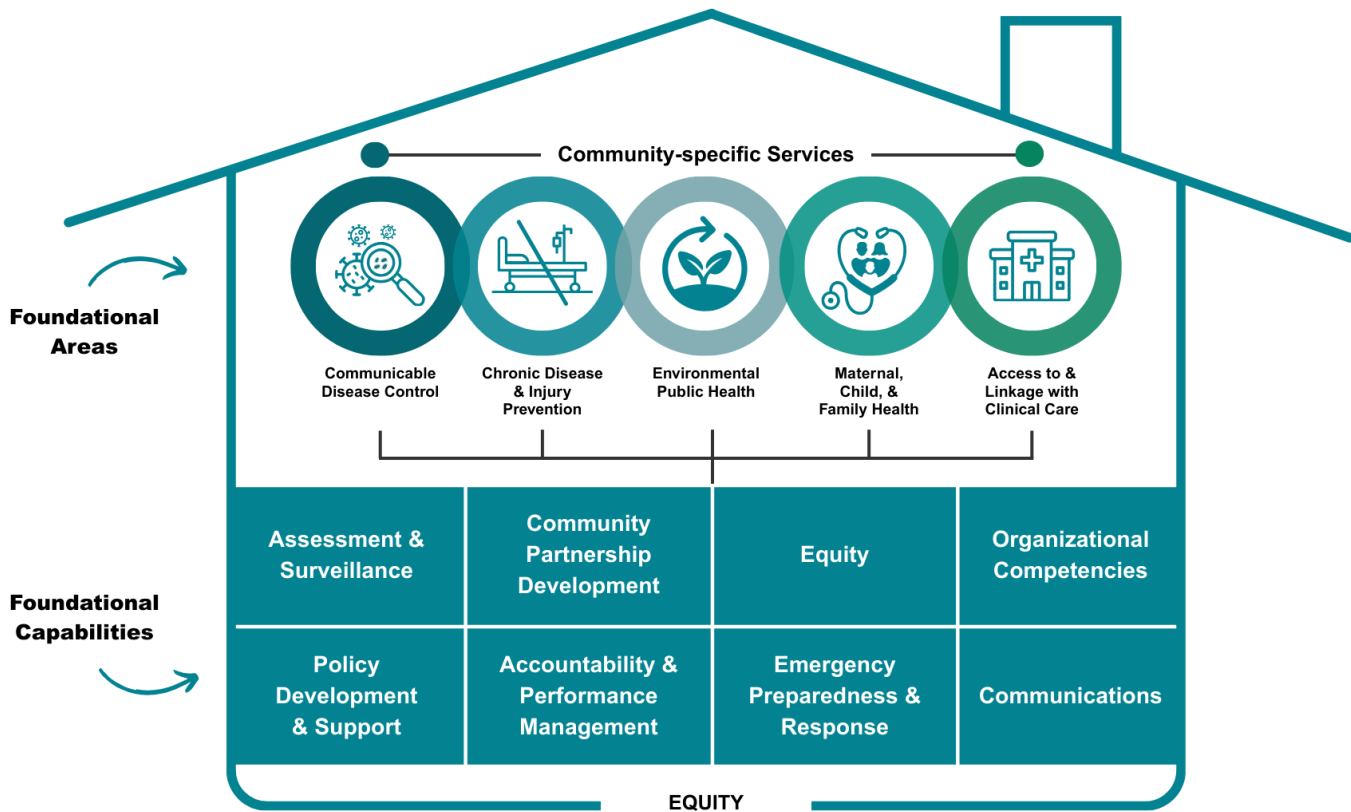 Community-specific Services
Foundational
Areas
Communicable
Disease Control
Chronic Disease
& Injury
Prevention
Environmental
Public Health
Maternal,
Child, &
Family Health
Access to &
Linkage with
Clinical Care
Foundational
Capabilities
Assessment &
Surveillance
Community
Partnership
Development
Equity
Organizational
Competencies
Policy
Development
& Support
Accountability &
Performance
Management
Emergency
Preparedness &
Response
Communications
EQUITY